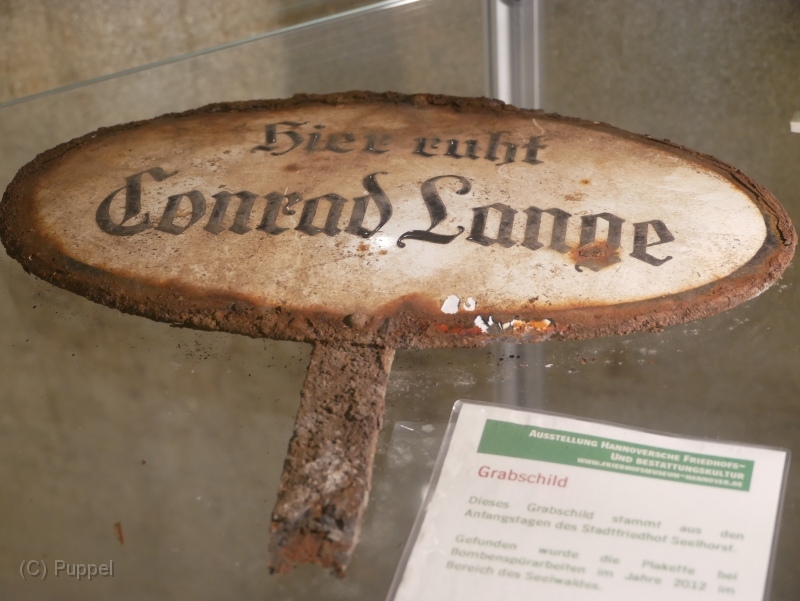 Hier ruht
Conrad Lange
Ausstellung Hannoversche Friedhofs-
Und bestattungskultur
www.friedhofsmuseum-hannover.de
Grabschild
Dieses Grabschild stammt aus den
Anfangstagen des Stadtfriedhof Seelhorst.
Gefunden wurde die Plakette bei
Bombenspürarbeiten im Jahre 2012 im
Bereich des Seelwaldes.
(C) Puppel